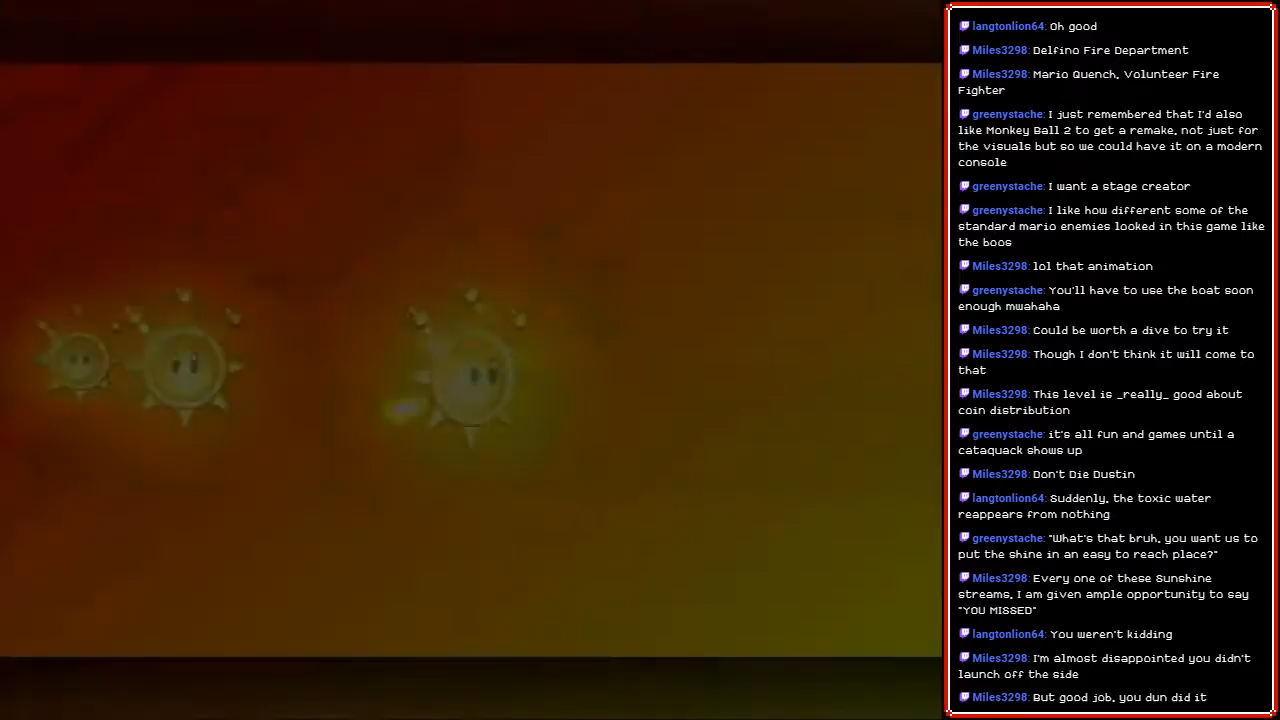 langtonlion64: Oh good
Miles3298: Delfino Fire Department
Miles3298: Mario Quench, Volunteer Fire
Fighter
greenystache: I just remembered that I'd also
like Monkey Ball 2 to get a remake, not just for
the visuals but so we could have it on a modern
console
greenystache: I want a stage creator
greenystache: I like how different some of the
standard mario enemies looked in this game like
the boos
Miles3298: lol that animation
greenystache: You'll have to use the boat soon
enough mwahaha
Miles3298: Could be worth a dive to try it
Miles3298: Though I don't think it will come to
that
Miles3298: This level is _really_ good about
coin distribution
greenystache: it's all fun and games until a
cataquack shows up
Miles3298: Don't Die Dustin
langtonlion64: Suddenly, the toxic water
reappears from nothing
greenystache: "What's that bruh, you want us to
put the shine in an easy to reach place?"
Miles3298: Every one of these Sunshine
streams, I am given ample opportunity to say
"YOU MISSED"
langtonlion64: You weren't kidding
Miles3298: I'm almost disappointed you didn't
launch off the side
Miles3298: But good job, you dun did it